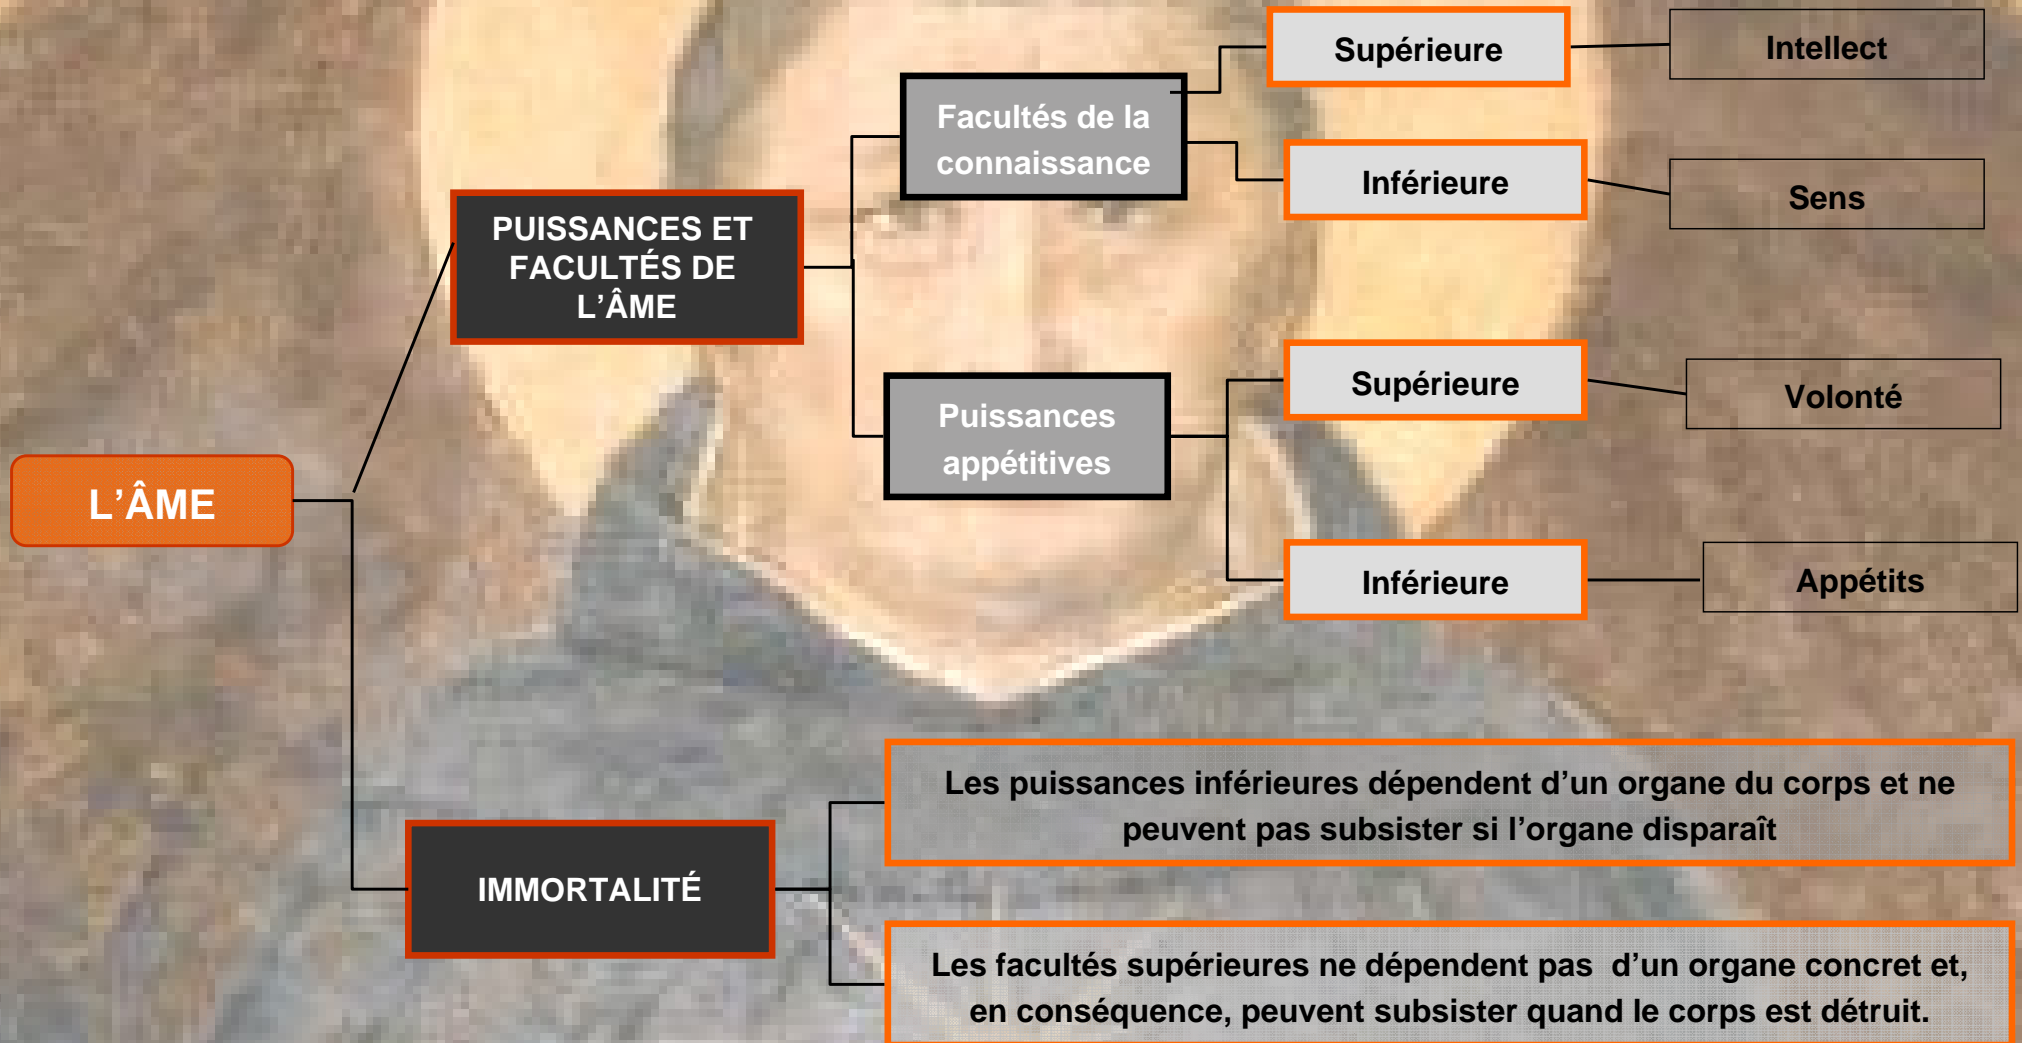 Supérieure
Intellect
Facultés de la
connaissance
Inférieure
Sens
PUISSANCES ET
FACULTÉS DE
L’ÂME
Supérieure
Volonté
Puissances
appétitives
L’ÂME
Inférieure
Appétits
Les puissances inférieures dépendent d’un organe du corps et ne
peuvent pas subsister si l’organe disparaît
IMMORTALITÉ
Les facultés supérieures ne dépendent pas d’un organe concret et,
en conséquence, peuvent subsister quand le corps est détruit.